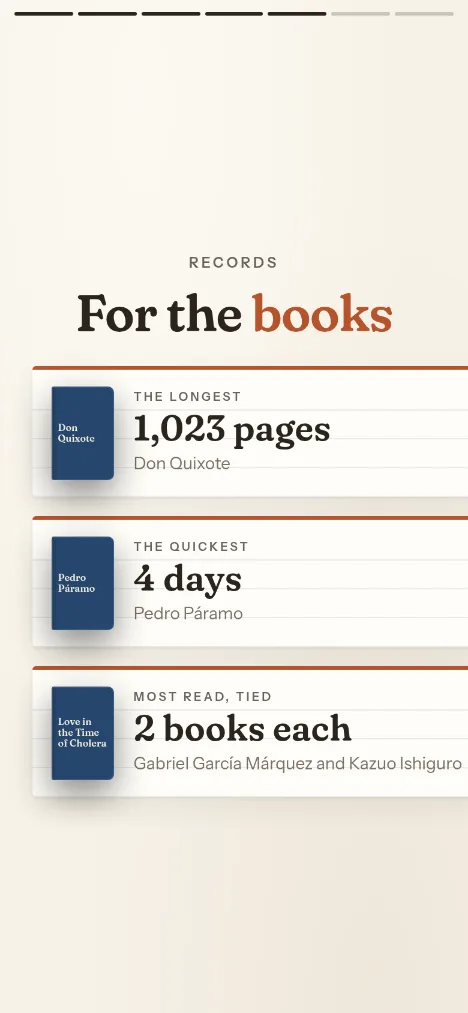 RECORDS
For the books
Don
Quixote
THE LONGEST
1,023 pages
Don Quixote
Pedro
Páramo
THE QUICKEST
4 days
Pedro Páramo
Love in
the Time
of Cholera
MOST READ, TIED
2 books each
Gabriel García Márquez and Kazuo Ishiguro